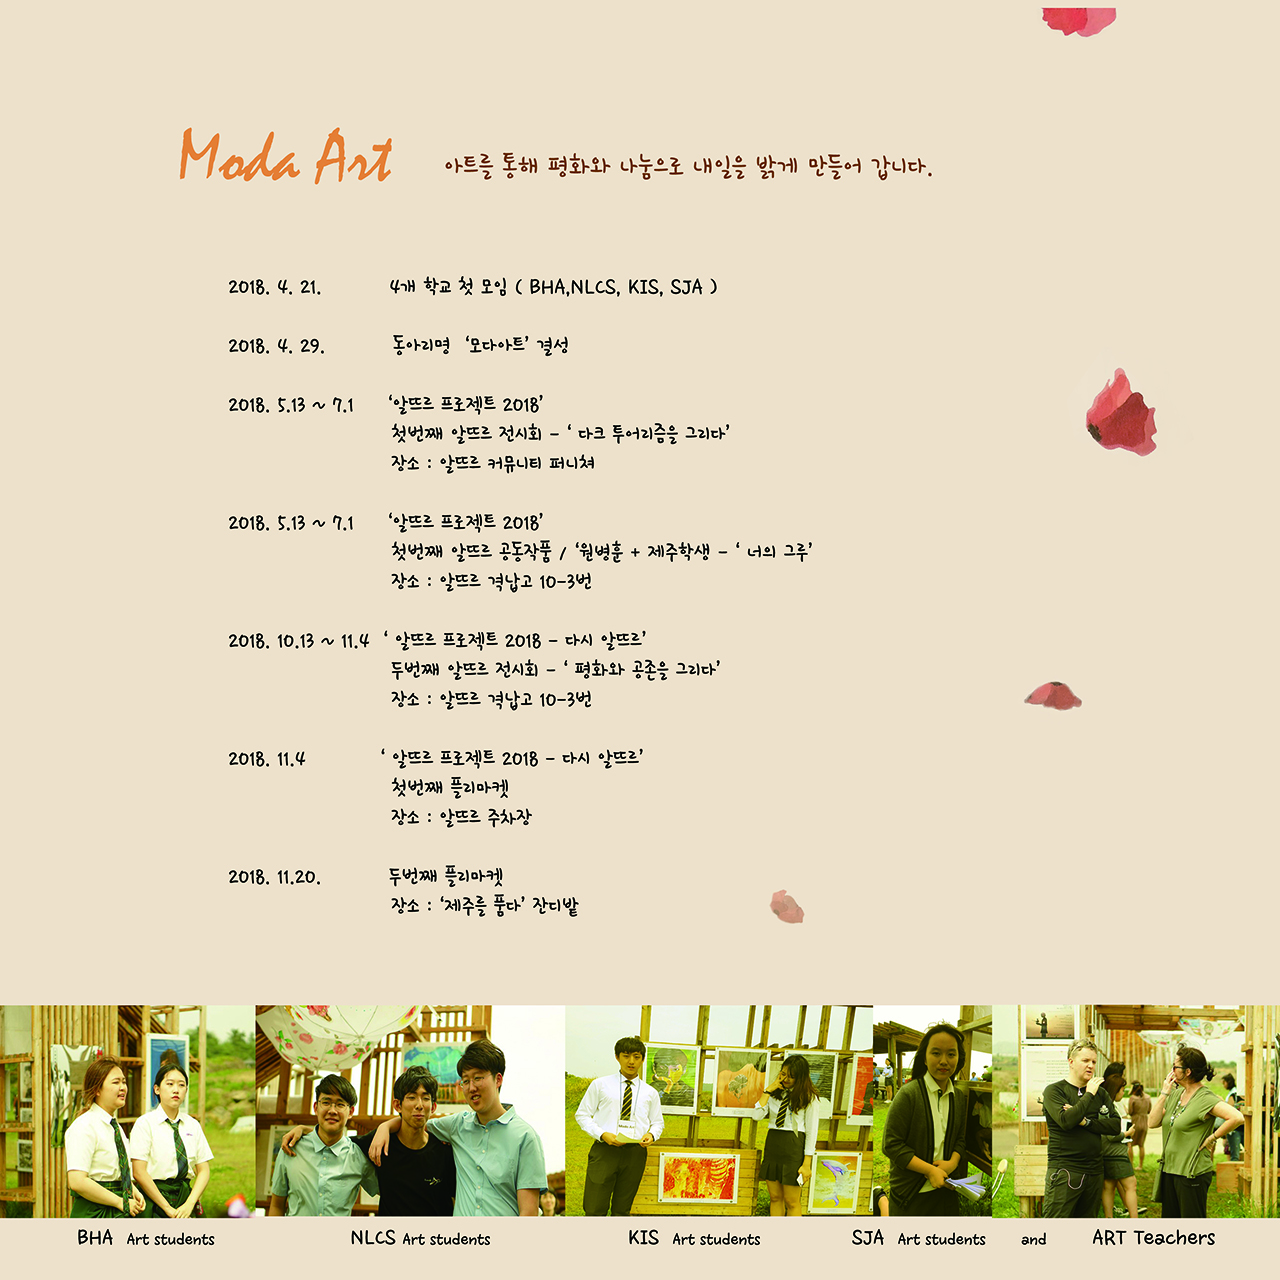 Moda Art 아트를 통해 평화와 나눔으로 내일을 밝게 만들어 갑니다.
2018. 4. 21. 4개 학교 첫 모임 ( BHA,NLCS, KIS, SJA )
2018. 4. 29. 동아리명 ‘모다아트’ 결성
2018. 5.13 ~ 7.1 ‘알뜨르 프로젝트 2018’
첫번째 알뜨르 전시회 - ‘ 다크 투어리즘을 그리다’
장소 : 알뜨르 커뮤니티 퍼니쳐
2018. 5.13 ~ 7.1 ‘알뜨르 프로젝트 2018’
첫번째 알뜨르 공동작품 / ‘원병훈 + 제주학생 - ‘ 너의 그루’
장소 : 알뜨르 격납고 10-3번
2018. 10.13 ~ 11.4 ‘ 알뜨르 프로젝트 2018 - 다시 알뜨르’
두번째 알뜨르 전시회 - ‘ 평화와 공존을 그리다’
장소 : 알뜨르 격납고 10-3번
2018. 11.4 ‘ 알뜨르 프로젝트 2018 - 다시 알뜨르’
첫번째 플리마켓
장소 : 알뜨르 주차장
2018. 11.20. 두번째 플리마켓
장소 : ‘제주를 품다’ 잔디밭
BHA Art students NLCS Art students KIS Art students SJA Art students and ART Teachers